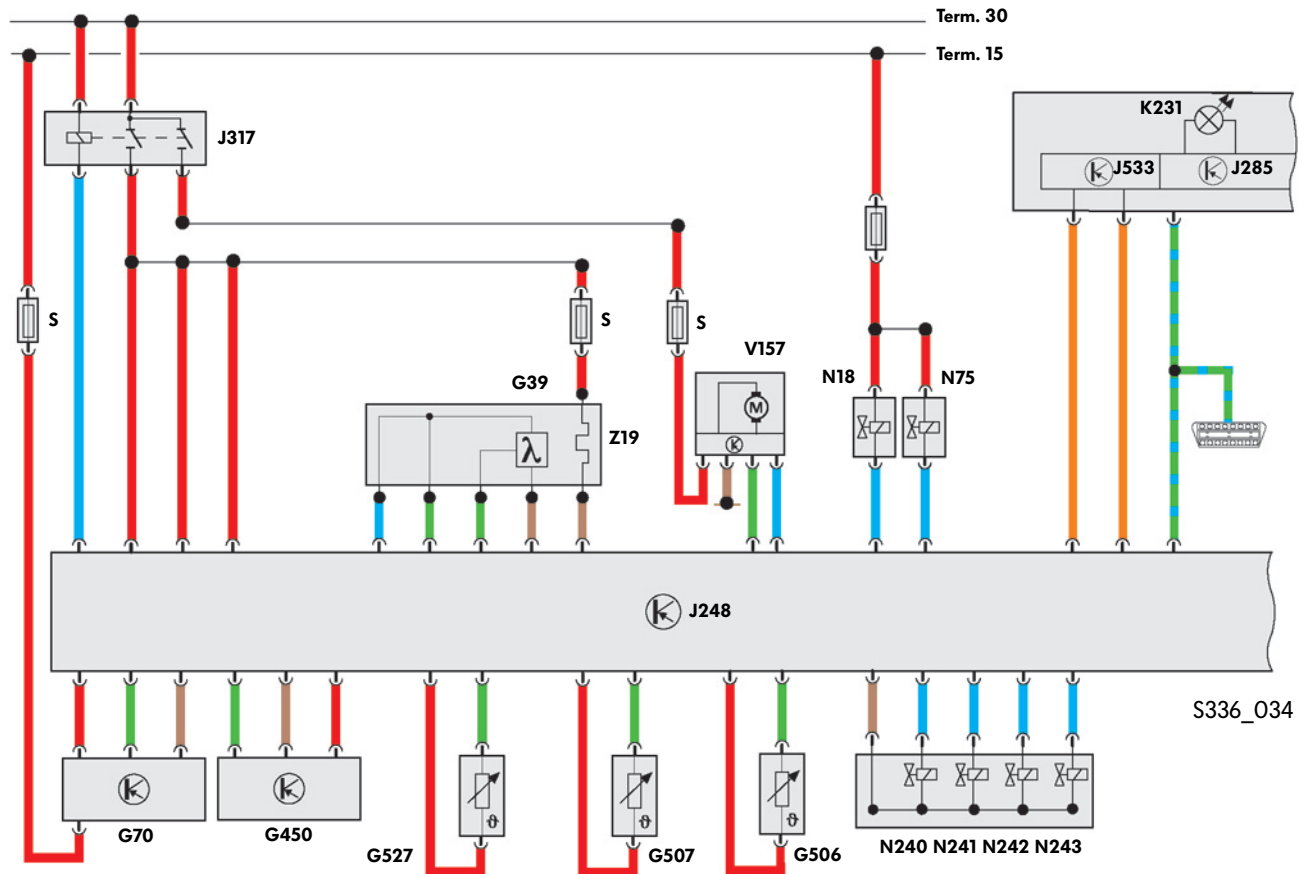 Term. 30
Term. 15
K231
J317
J533 J285
S S S
V157
G39
N18 N75
M
Z19
λ
J248
S336_034
ϑ ϑ ϑ
G70 G450
G527 G507 G506
N240 N241 N242 N243